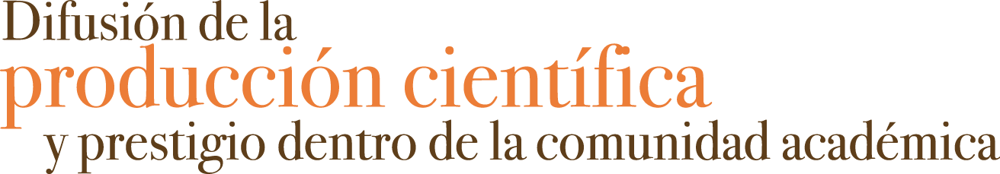 Difusión de la
producción científica
y prestigio dentro de la comunidad académica